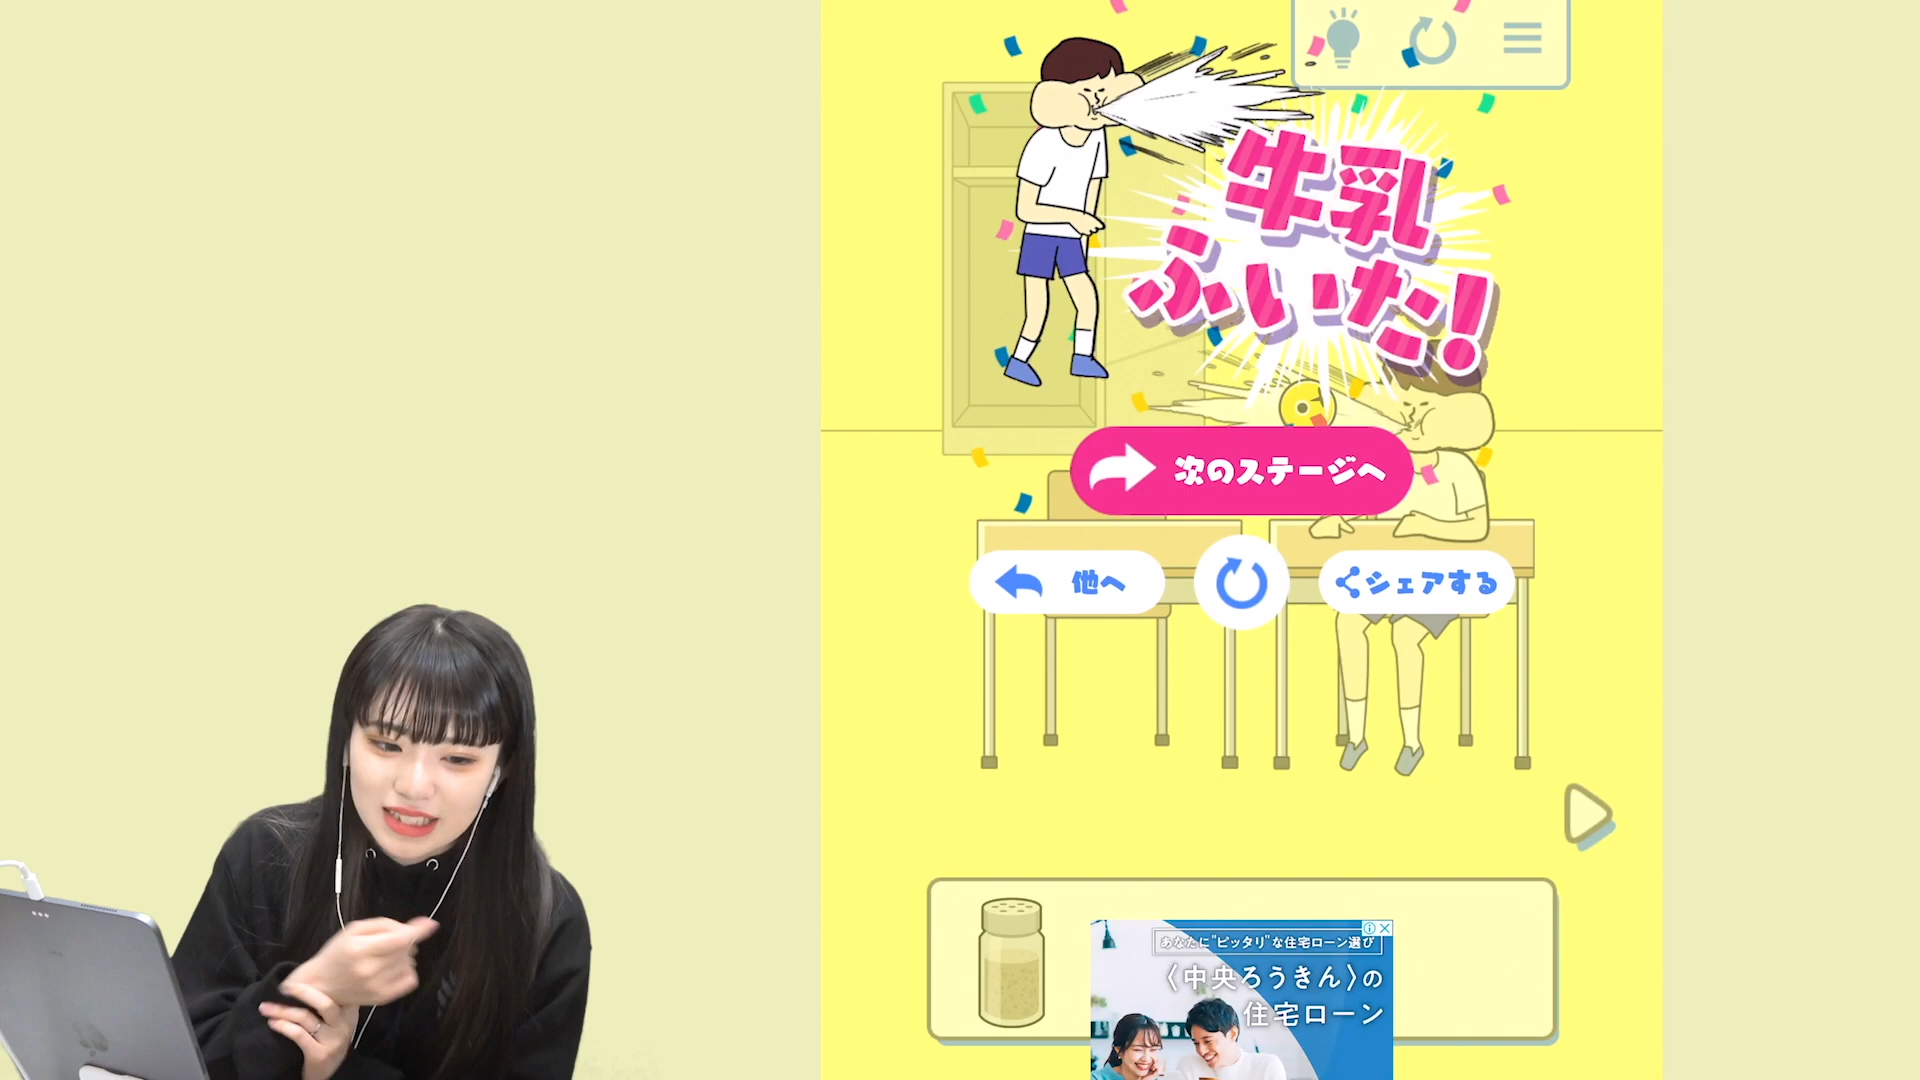 牛乳
ふいた!
次のステージへ
他へ
シェアする
あなたに"ピッタリ"な住宅ローン選び
〈中央ろうきん〉の
住宅ローン